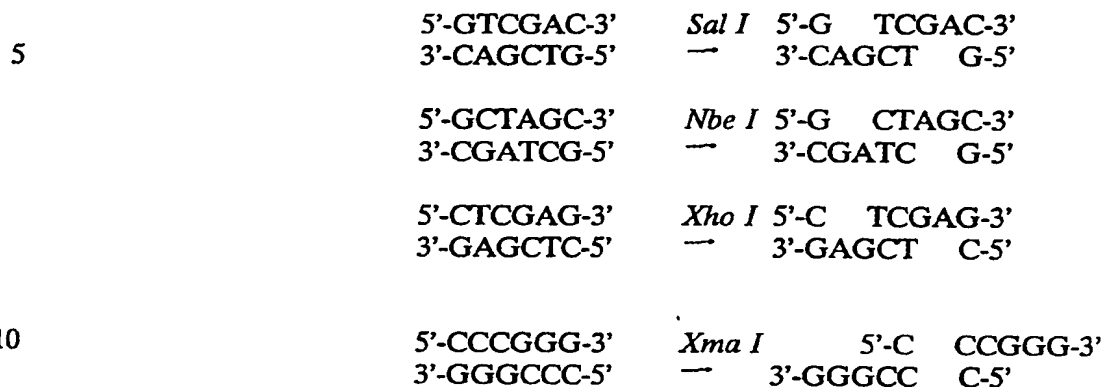 5'-GTCGAC-3' Sal I 5'-G TCGAC-3'
5 3'-CAGCTG-5' → 3'-CAGCT G-5'
5'-GCTAGC-3' Nbe I 5'-G CTAGC-3'
3'-CGATCG-5' → 3'-CGATC G-5'
5'-CTCGAG-3' Xho I 5'-C TCGAG-3'
3'-GAGCTC-5' → 3'-GAGCT C-5'
10 5'-CCCGGG-3' Xma I 5'-C CCGGG-3'
3'-GGGCCC-5' → 3'-GGGCC C-5'